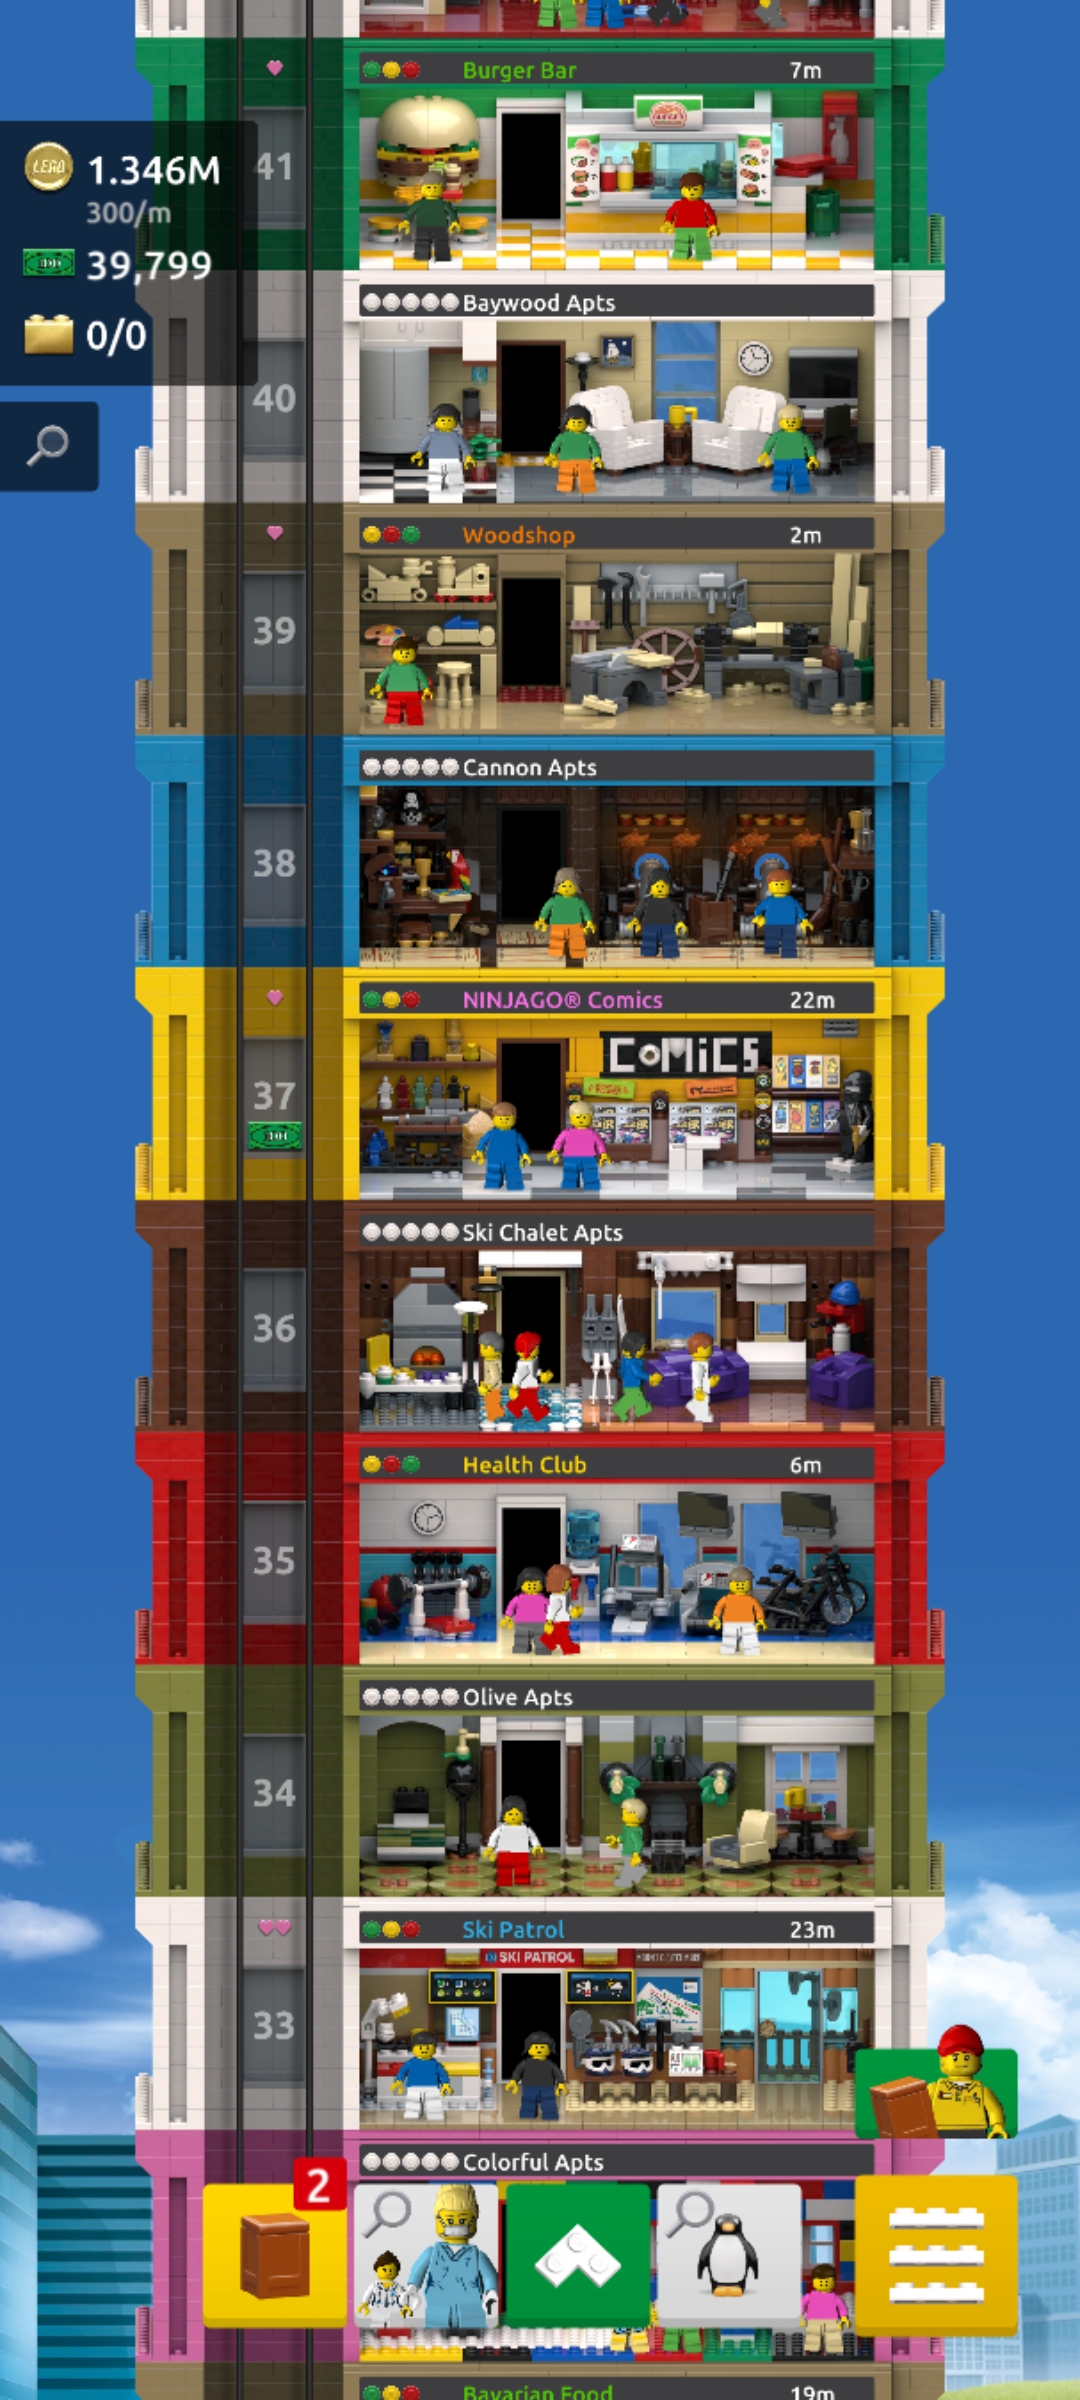 Burger Bar 7m
41
LEGO 1.346M
300/m
39,799
0/0
Baywood Apts
40
Woodshop 2m
39
Cannon Apts
38
NINJAGO® Comics 22m
COMiCS
37
Ski Chalet Apts
36
Health Club 6m
35
Olive Apts
34
Ski Patrol 23m
SKI PATROL
33
Colorful Apts
2
Bavarian Food 19m